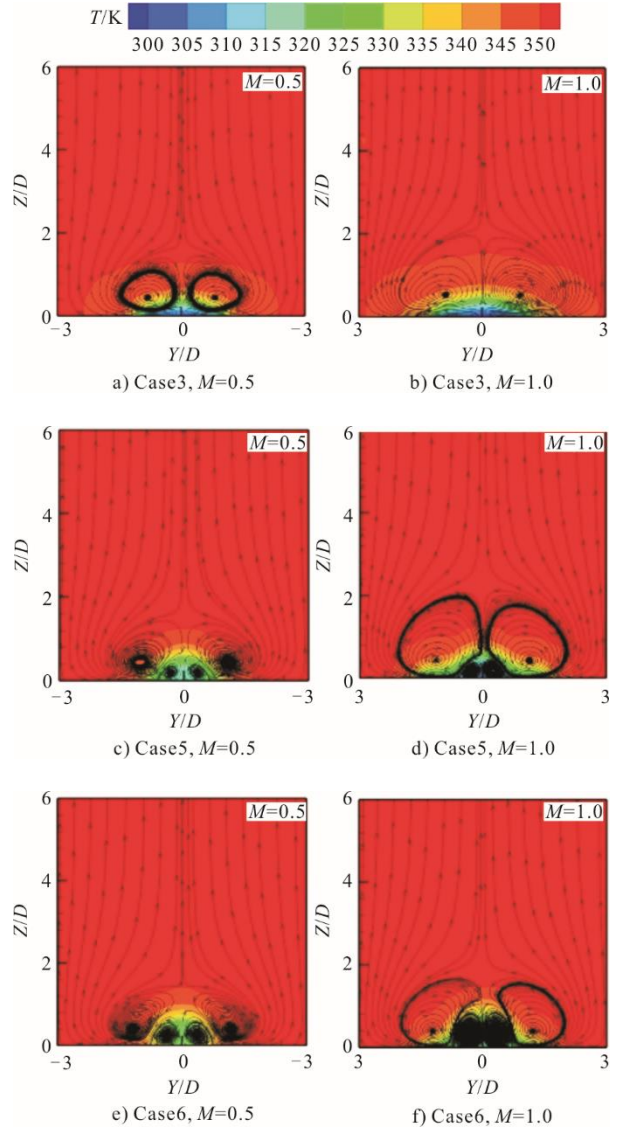 T/K
300 305 310 315 320 325 330 335 340 345 350
6
M=0.5
4
Z/D
2
0
−3 0 −3
Y/D
a) Case3, M=0.5
6
M=1.0
4
Z/D
2
0
3 0 3
Y/D
b) Case3, M=1.0
6
M=0.5
4
Z/D
2
0
−3 0 −3
Y/D
c) Case5, M=0.5
6
M=1.0
4
Z/D
2
0
3 0 3
Y/D
d) Case5, M=1.0
6
M=0.5
4
Z/D
2
0
−3 0 −3
Y/D
e) Case6, M=0.5
6
M=1.0
4
Z/D
2
0
3 0 3
Y/D
f) Case6, M=1.0